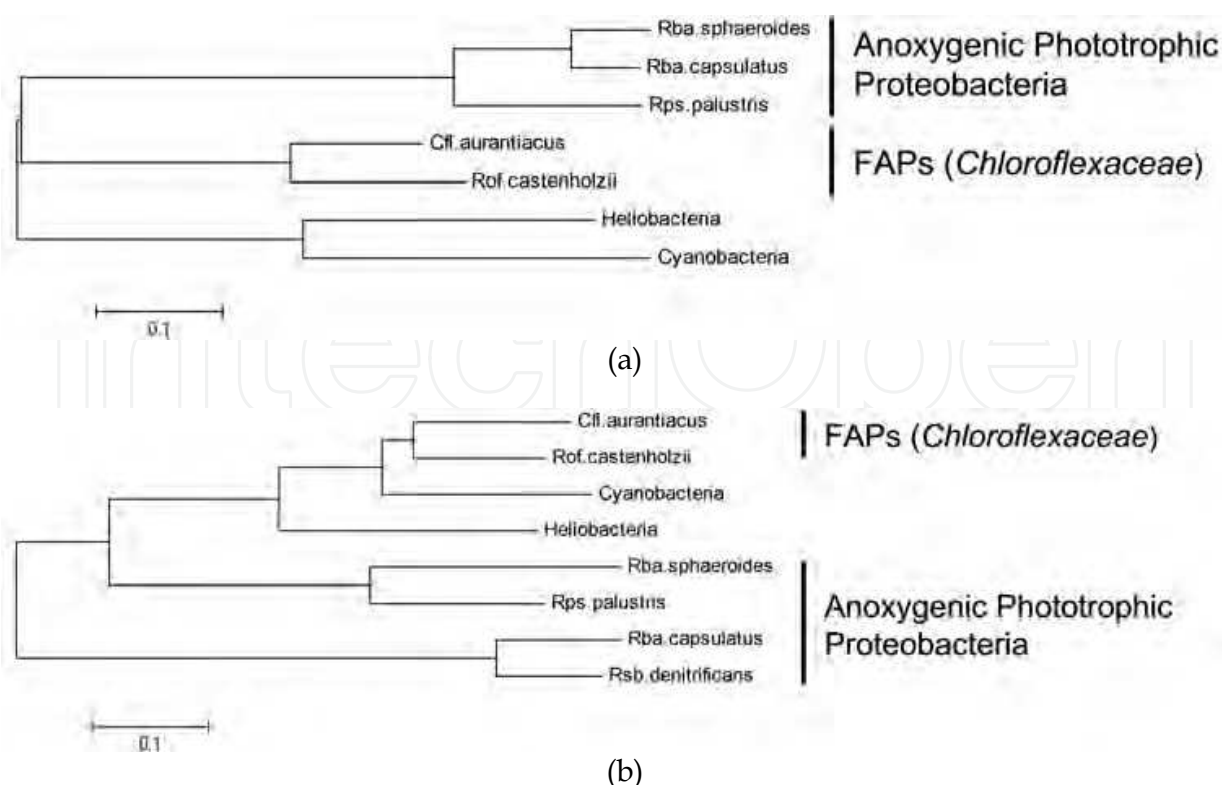 Rba.sphaeroides
Rba.capsulatus
Rps.palustris
Anoxygenic Phototrophic
Proteobacteria
Cfl.aurantiacus
Rof.castenholzii
FAPs (Chloroflexaceae)
Heliobacteria
Cyanobacteria
0.1
(a)
IntechOpen
Cfl.aurantiacus
Rof.castenholzii
FAPs (Chloroflexaceae)
Cyanobacteria
Heliobacteria
Rba.sphaeroides
Rps.palustris
Rba.capsulatus
Rsb.denitrificans
Anoxygenic Phototrophic
Proteobacteria
0.1
(b)